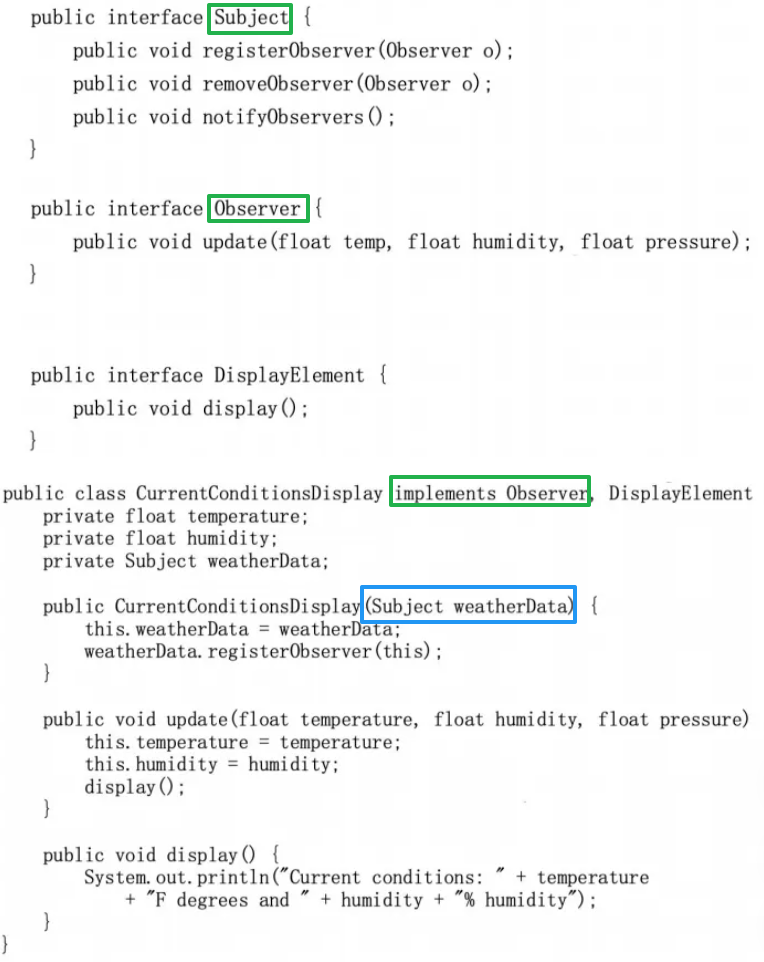 public interface Subject {
    public void registerObserver(Observer o);
    public void removeObserver(Observer o);
    public void notifyObservers();
}
public interface Observer {
    public void update(float temp, float humidity, float pressure);
}
public interface DisplayElement {
    public void display();
}
public class CurrentConditionsDisplay implements Observer, DisplayElement
    private float temperature;
    private float humidity;
    private Subject weatherData;
    public CurrentConditionsDisplay(Subject weatherData) {
        this.weatherData = weatherData;
        weatherData.registerObserver(this);
    }
    public void update(float temperature, float humidity, float pressure)
        this.temperature = temperature;
        this.humidity = humidity;
        display();
    }
    public void display() {
        System.out.println("Current conditions: " + temperature
            + "F degrees and " + humidity + "% humidity");
    }
}